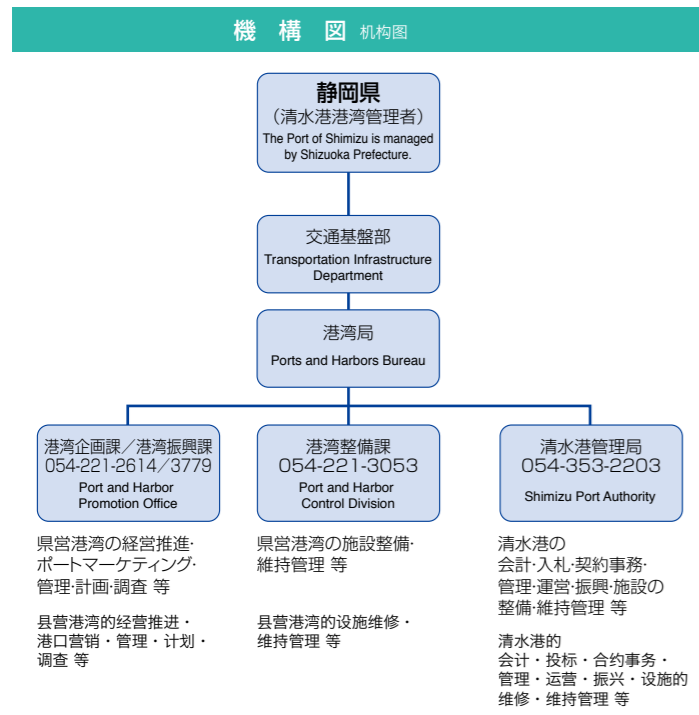 機 構 図 机构图
静岡県
（清水港港湾管理者）
The Port of Shimizu is managed
by Shizuoka Prefecture.
交通基盤部
Transportation Infrastructure
Department
港湾局
Ports and Harbors Bureau
港湾企画課／港湾振興課
054-221-2614／3779
Port and Harbor
Promotion Office
県営港湾の経営推進・
ポートマーケティング・
管理・計画・調査 等
县营港湾的经营推进・
港口营销・管理・计划・
调查 等
港湾整備課
054-221-3053
Port and Harbor
Control Division
県営港湾の施設整備・
維持管理 等
县营港湾的设施维修・
维持管理 等
清水港管理局
054-353-2203
Shimizu Port Authority
清水港の
会計・入札・契約事務・
管理・運営・振興・施設の
整備・維持管理 等
清水港的
会计・投标・合约事务・
管理・运营・振兴・设施的
维修・维持管理 等